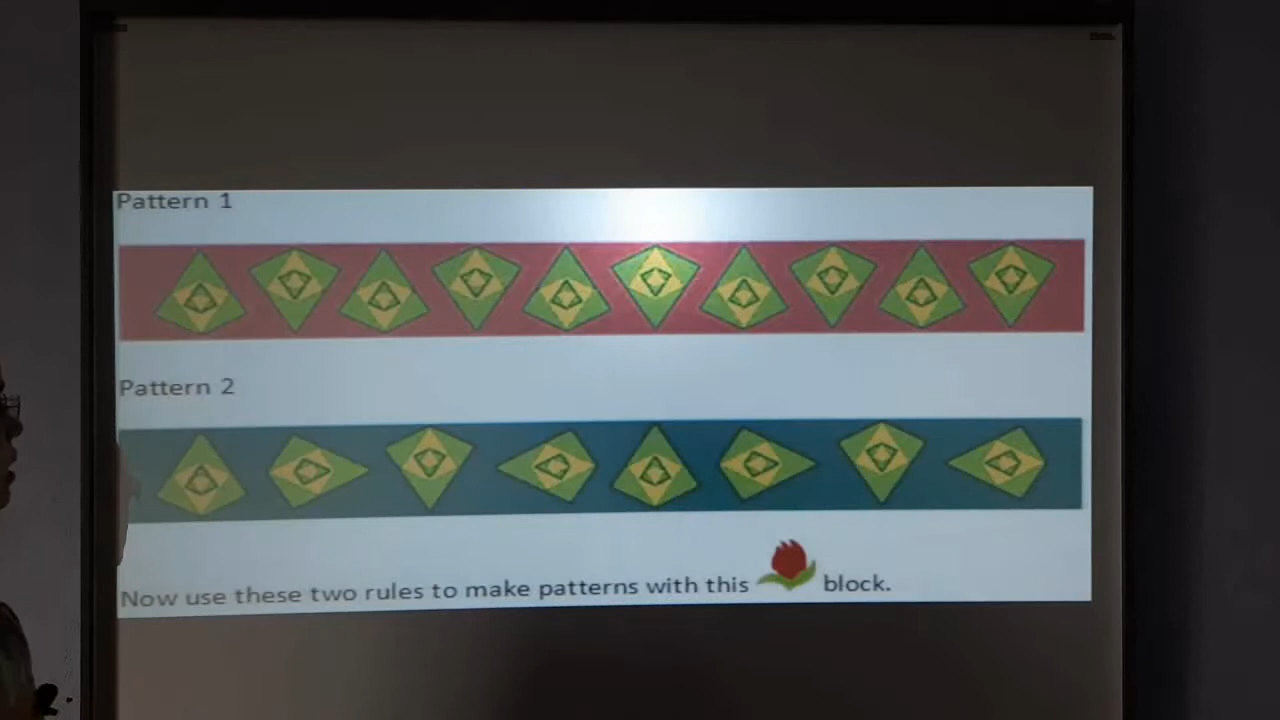 Pattern 1
Pattern 2
Now use these two rules to make patterns with this block.